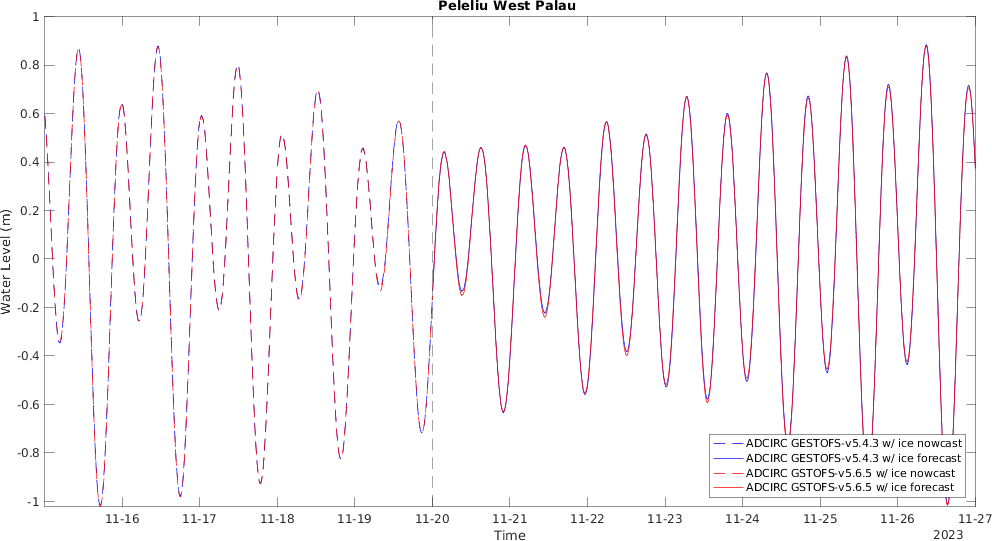 Peleliu West Palau
Water Level (m)
1
0.8
0.6
0.4
0.2
0
-0.2
-0.4
-0.6
-0.8
-1
ADCIRC GESTOFS-v5.4.3 w/ ice nowcast
ADCIRC GESTOFS-v5.4.3 w/ ice forecast
ADCIRC GSTOFS-v5.6.5 w/ ice nowcast
ADCIRC GSTOFS-v5.6.5 w/ ice forecast
11-16 11-17 11-18 11-19 11-20 11-21 11-22 11-23 11-24 11-25 11-26 11-27
Time
2023